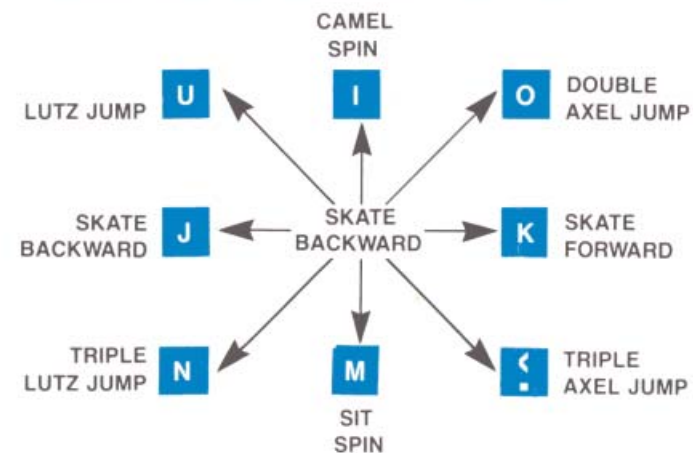 CAMEL
SPIN
U
I
O
LUTZ JUMP
DOUBLE
AXEL JUMP
SKATE
BACKWARD
J
SKATE
BACKWARD
K
SKATE
FORWARD
TRIPLE
LUTZ JUMP
N
M
TRIPLE
AXEL JUMP
SIT
SPIN